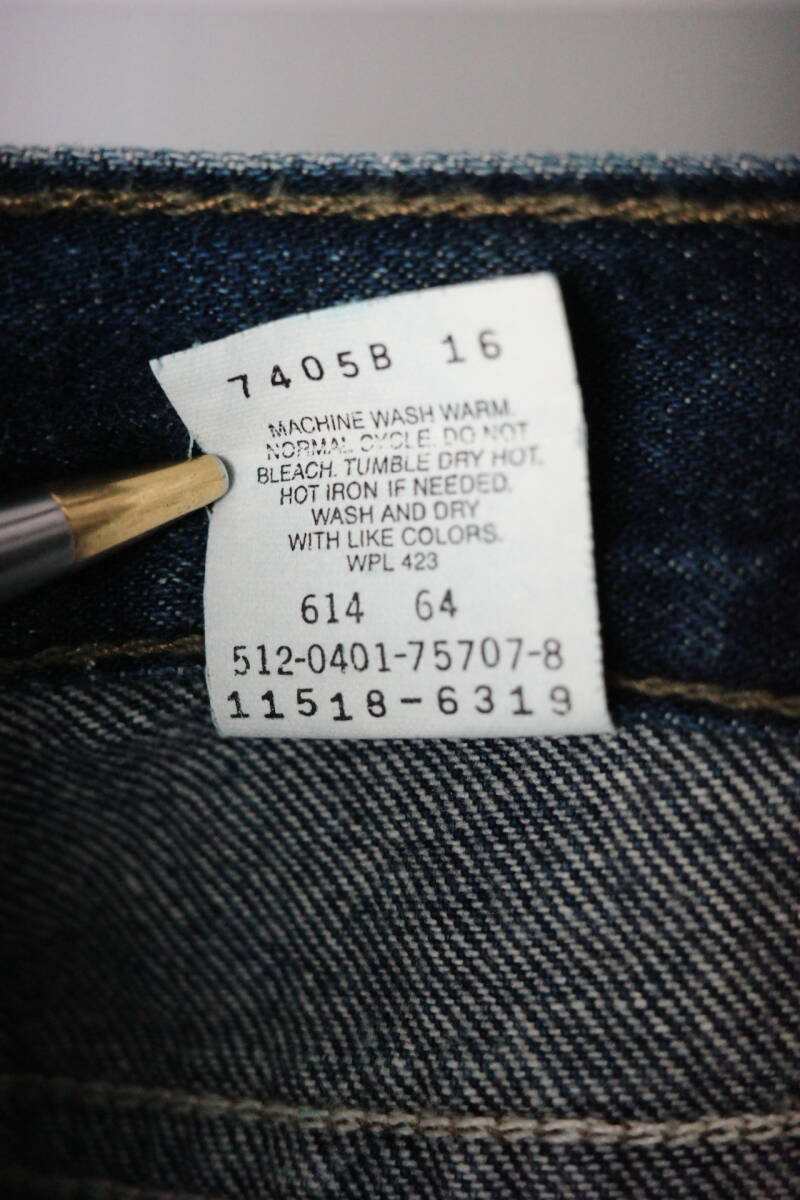 7405B 16
MACHINE WASH WARM.
NORMAL CYCLE. DO NOT
BLEACH. TUMBLE DRY HOT.
HOT IRON IF NEEDED.
WASH AND DRY
WITH LIKE COLORS.
WPL 423
614 64
512-0401-75707-8
11518-6319